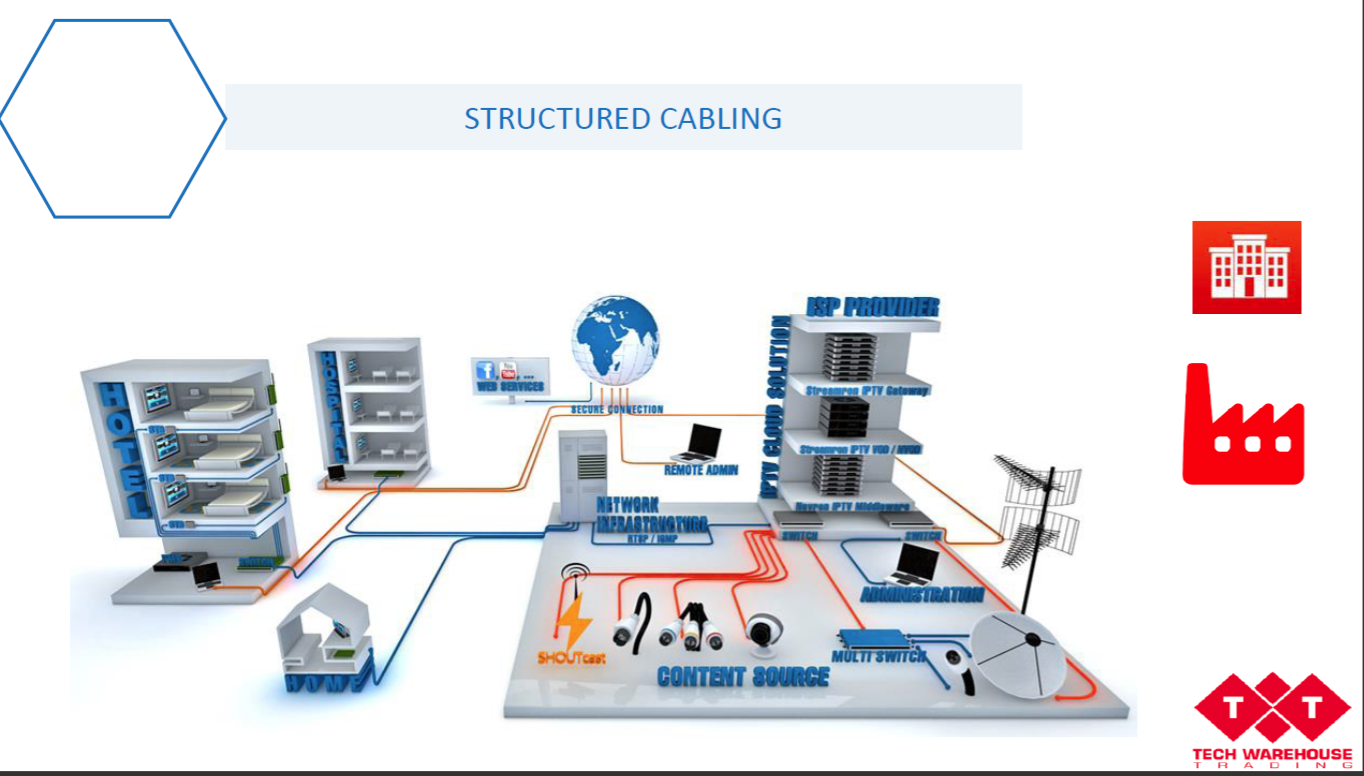 STRUCTURED CABLING
ISP PROVIDER
IPTV CLOUD SOLUTION
HOTEL
HOSPITAL
WEB SERVICES
SECURE CONNECTION
Streamron IPTV Gateway
REMOTE ADMIN
Streamron IPTV VOD / NVOD
NETWORK
INFRASTRUCTURE
RTSP / IGMP
IPTV Middleware
SWITCH
SWITCH
STB
STB
STB
ADMINISTRATION
SHOUTcast
CONTENT SOURCE
MULTI SWITCH
HOME
T T
TECH WAREHOUSE
TRADING